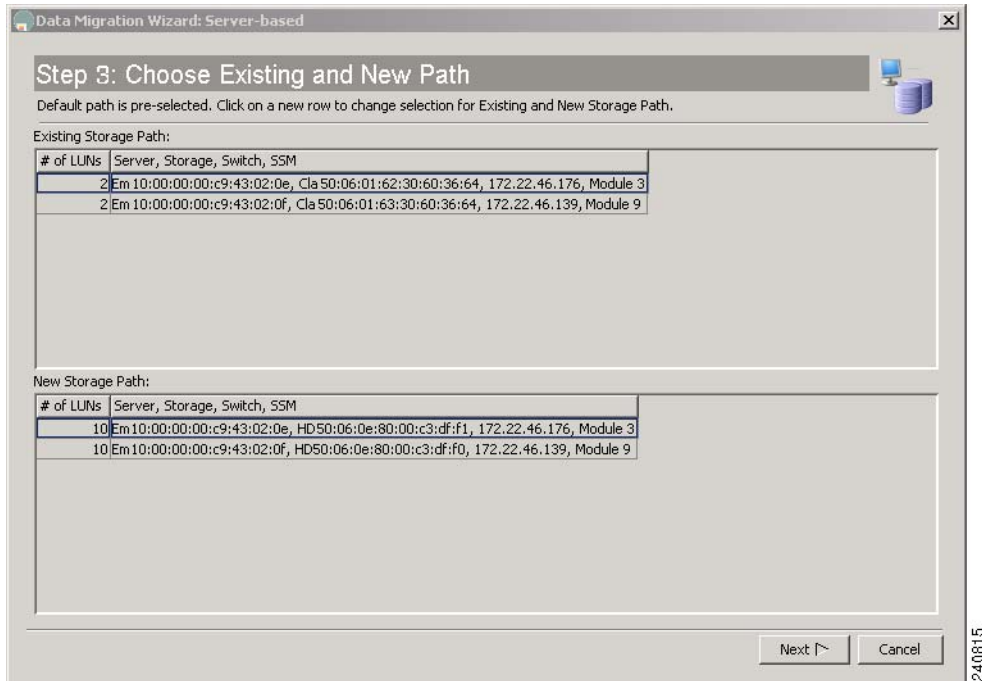 Data Migration Wizard: Server-based
Step 3: Choose Existing and New Path
Default path is pre-selected. Click on a new row to change selection for Existing and New Storage Path.
Existing Storage Path:
# of LUNs Server, Storage, Switch, SSM
2 Em 10:00:00:00:c9:43:02:0e, Cla 50:06:01:62:30:60:36:64, 172.22.46.176, Module 3
2 Em 10:00:00:00:c9:43:02:0f, Cla 50:06:01:63:30:60:36:64, 172.22.46.139, Module 9
New Storage Path:
# of LUNs Server, Storage, Switch, SSM
10 Em10:00:00:00:c9:43:02:0e, HD50:06:0e:80:00:c3:df:f1, 172.22.46.176, Module 3
10 Em10:00:00:00:c9:43:02:0f, HD50:06:0e:80:00:c3:df:f0, 172.22.46.139, Module 9
Next Cancel
240815